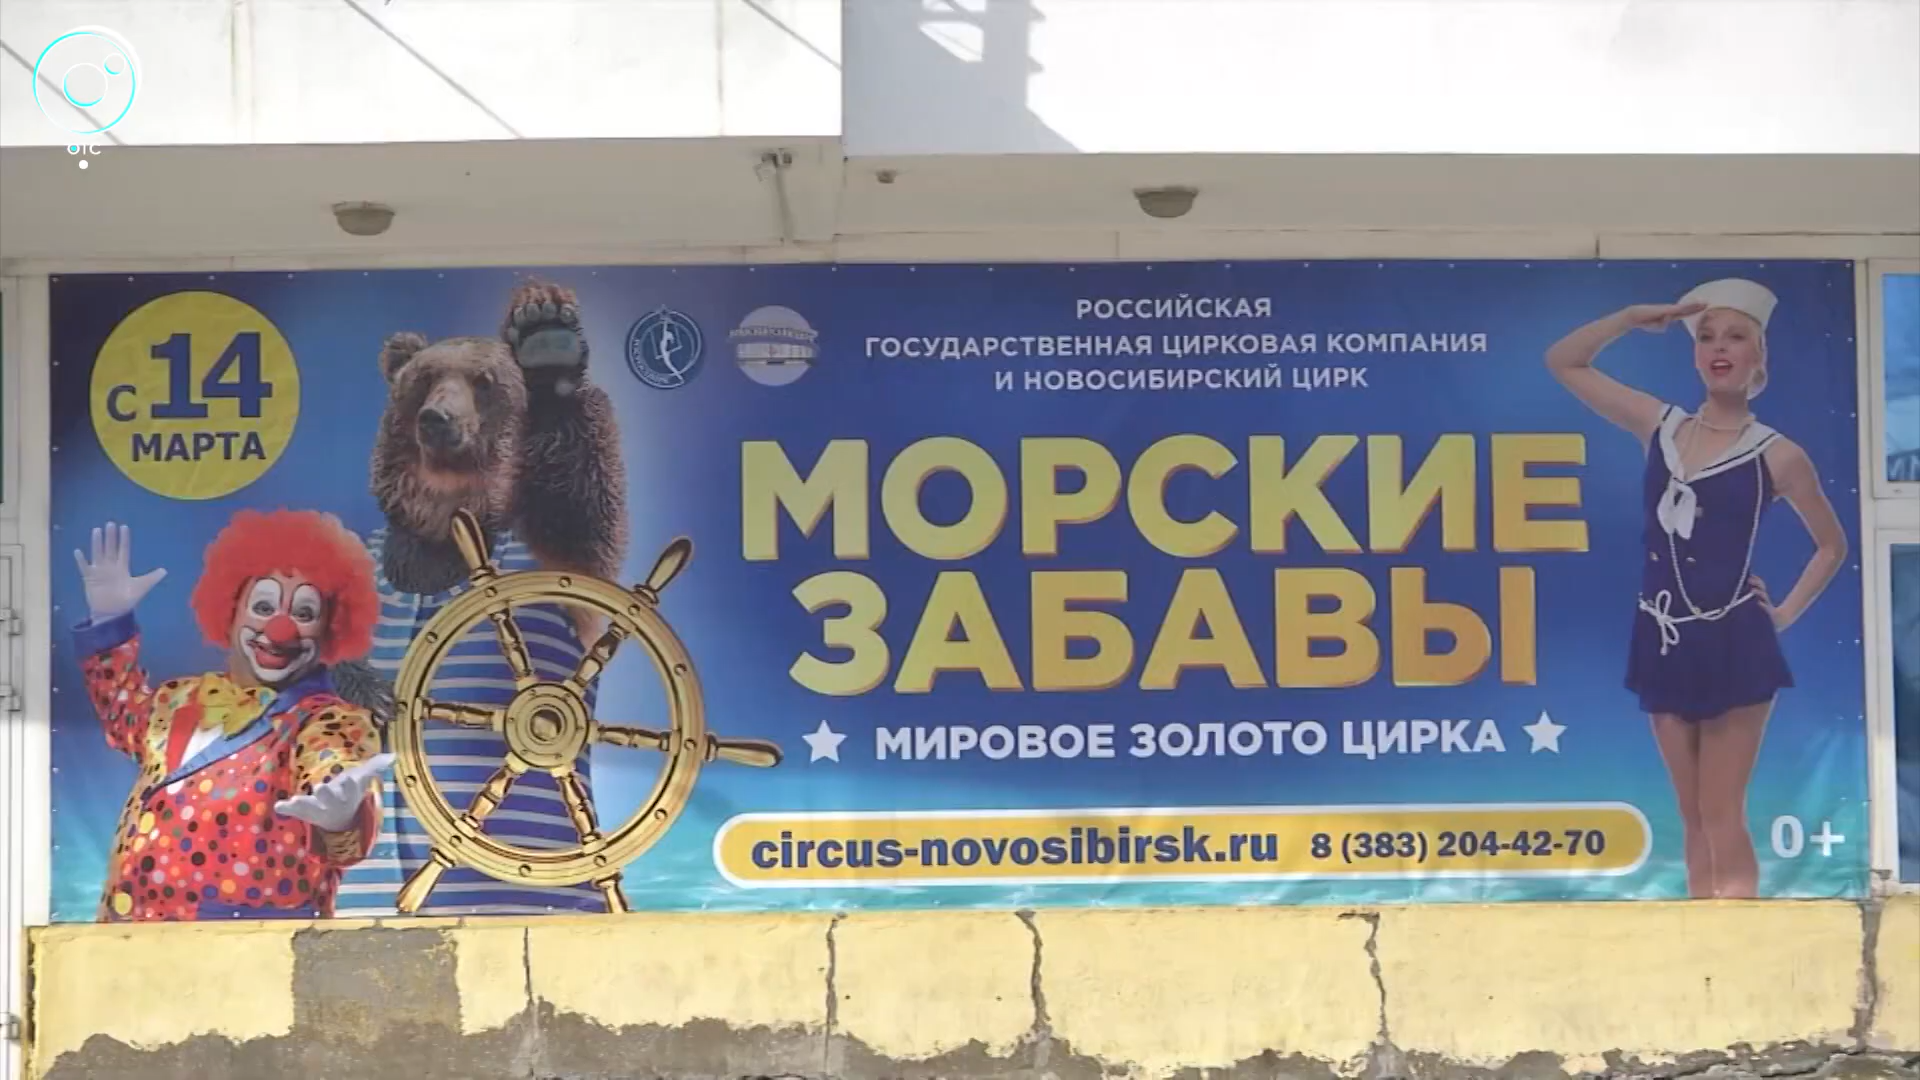 ОТС
С 14
МАРТА
РОССИЙСКАЯ
ГОСУДАРСТВЕННАЯ ЦИРКОВАЯ КОМПАНИЯ
И НОВОСИБИРСКИЙ ЦИРК
МОРСКИЕ
ЗАБАВЫ
МИРОВОЕ ЗОЛОТО ЦИРКА
circus-novosibirsk.ru 8 (383) 204-42-70
0+